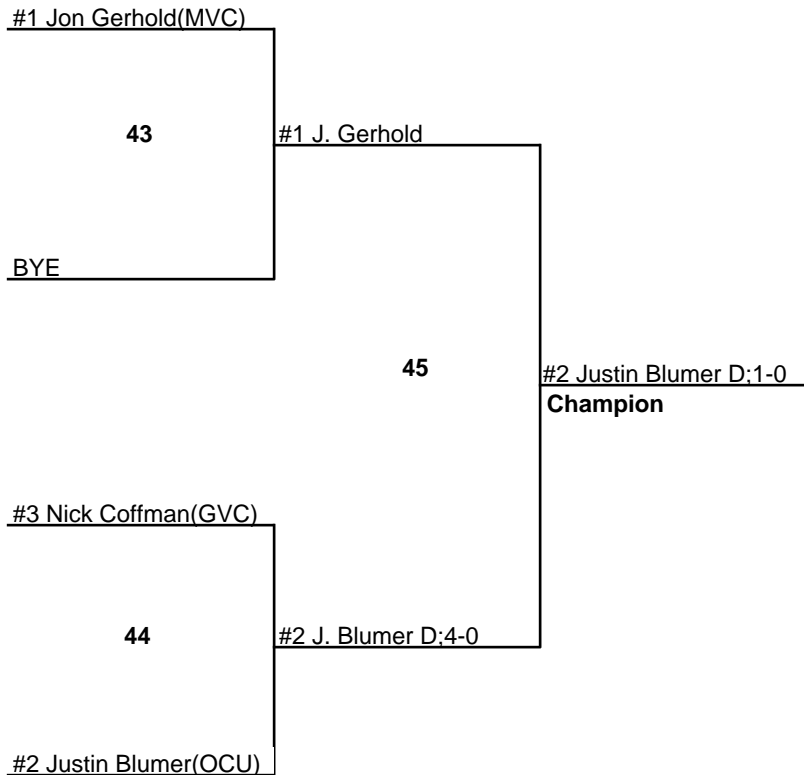 #1 Jon Gerhold(MVC)
43
#1 J. Gerhold
BYE
45
#2 Justin Blumer D;1-0
Champion
#3 Nick Coffman(GVC)
44
#2 J. Blumer D;4-0
#2 Justin Blumer(OCU)